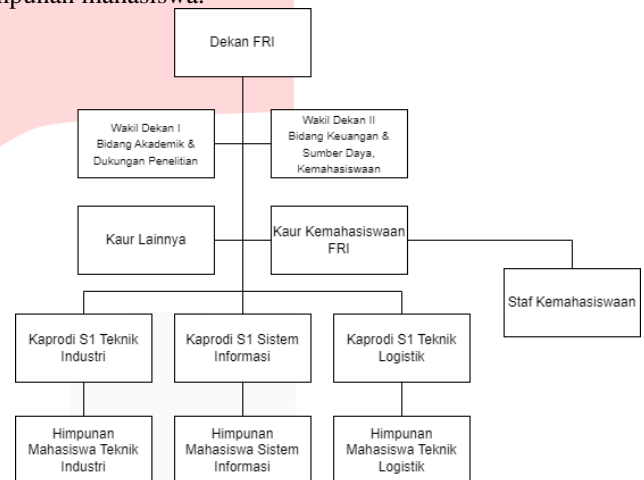 himpunan mahasiswa.
Dekan FRI
Wakil Dekan I
Bidang Akademik &
Dukungan Penelitian
Wakil Dekan II
Bidang Keuangan &
Sumber Daya,
Kemahasiswaan
Kaur Lainnya
Kaur Kemahasiswaan
FRI
Staf Kemahasiswaan
Kaprodi S1 Teknik
Industri
Kaprodi S1 Sistem
Informasi
Kaprodi S1 Teknik
Logistik
Himpunan
Mahasiswa Teknik
Industri
Himpunan
Mahasiswa Sistem
Informasi
Himpunan
Mahasiswa Teknik
Logistik